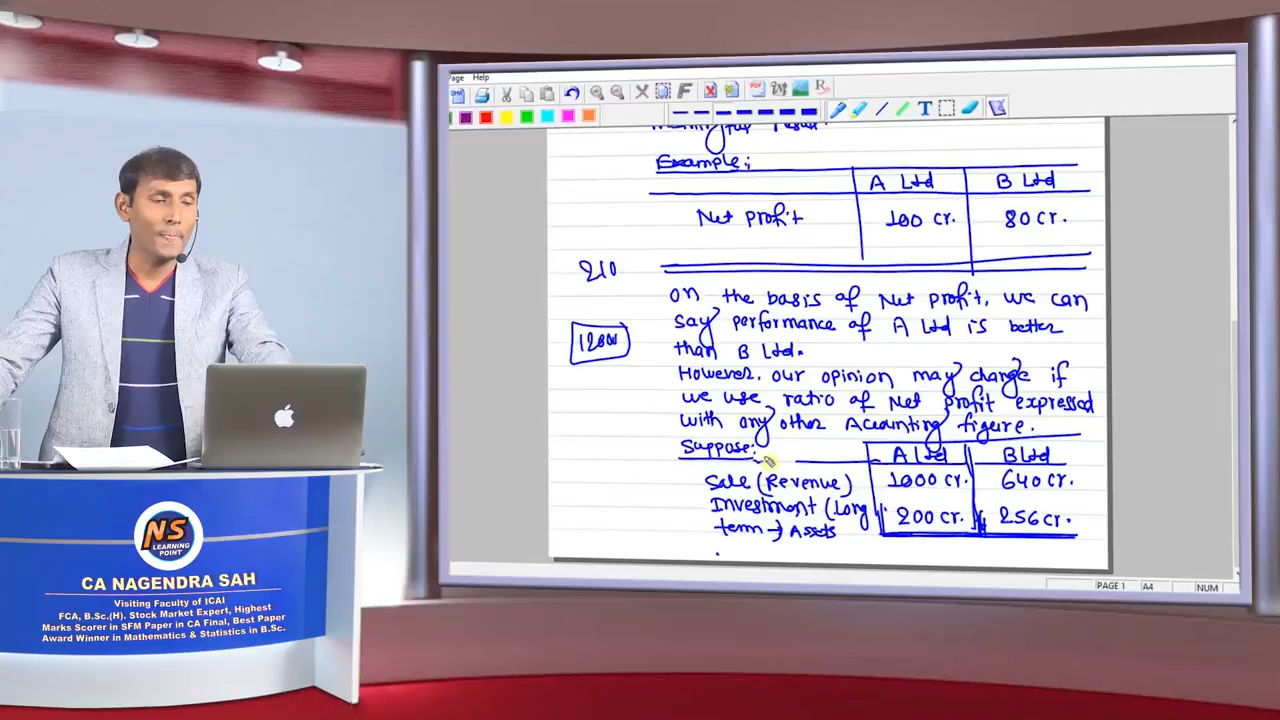 Page Help
PDF
result.
Example:
A Ltd B Ltd
Net profit 100 Cr. 80 Cr.
210
On the basis of Net profit, we can
say performance of A Ltd is better
than B Ltd.
However, our opinion may change if
we use ratio of Net profit expressed
with any other Accounting figure.
Suppose:
A Ltd B Ltd
Sale (Revenue) 1000 Cr. 640 Cr.
Investment (Long 200 Cr. 256 Cr.
term → Assets
PAGE 1 A4 NUM
NS
LEARNING
POINT
CA NAGENDRA SAH
Visiting Faculty of ICAI
FCA, B.Sc.(H). Stock Market Expert, Highest
Marks Scorer in SFM Paper in CA Final, Best Paper
Award Winner in Mathematics & Statistics in B.Sc.